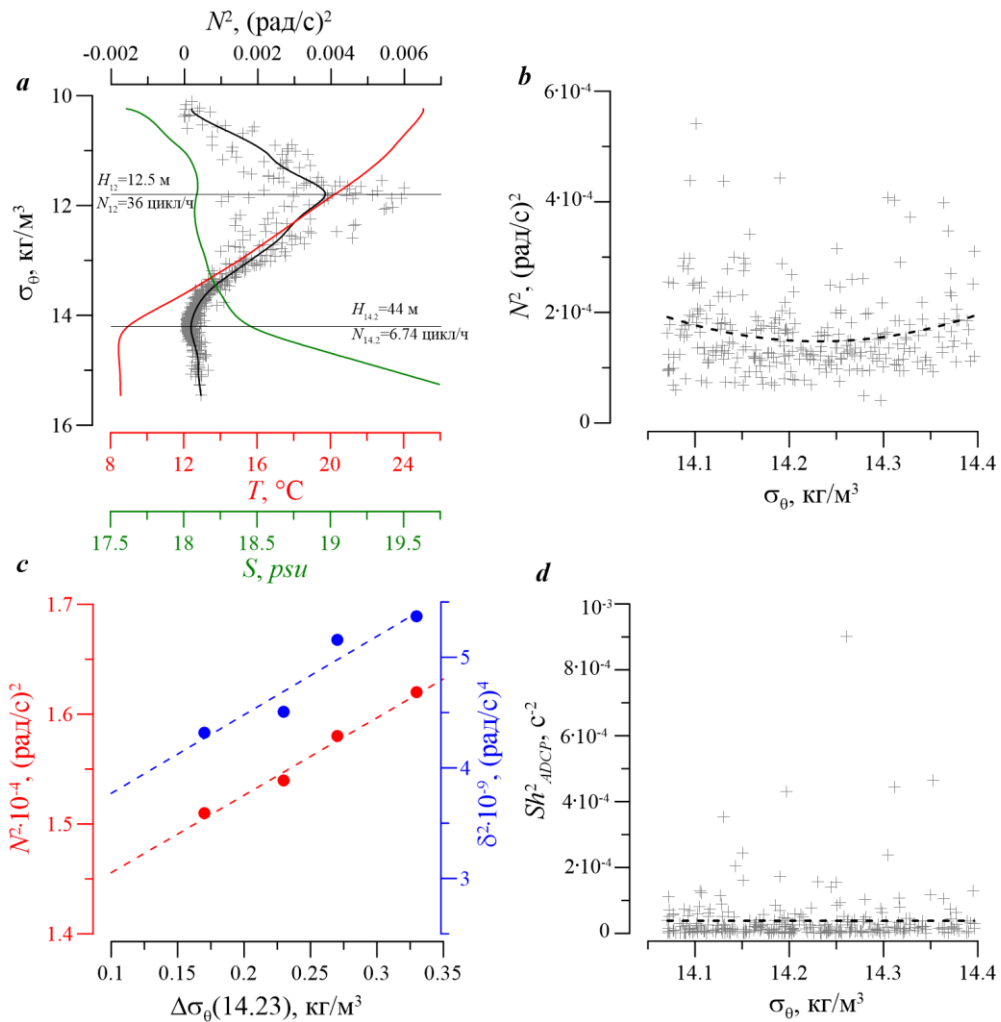 N², (рад/с)²
-0.002 0 0.002 0.004 0.006
a
10
12
14
16
σθ, кг/м³
H₁₂=12.5 м
N₁₂=36 цикл/ч
H₁₄.₂=44 м
N₁₄.₂=6.74 цикл/ч
8 12 16 20 24
T, °C
17.5 18 18.5 19 19.5
S, psu
b
6·10⁻⁴
4·10⁻⁴
2·10⁻⁴
0
N², (рад/с)²
14.1 14.2 14.3 14.4
σθ, кг/м³
c
1.7
1.6
1.5
1.4
N²·10⁻⁴, (рад/с)²
5
4
3
δ²·10⁻⁹, (рад/с)⁴
0.1 0.15 0.2 0.25 0.3 0.35
Δσθ(14.23), кг/м³
d
10⁻³
8·10⁻⁴
6·10⁻⁴
4·10⁻⁴
2·10⁻⁴
0
Sh²ADCP, с⁻²
14.1 14.2 14.3 14.4
σθ, кг/м³